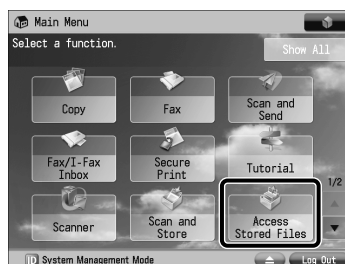 Main Menu
Select a function.
Show All
Copy
Fax
Scan and
Send
Fax/I-Fax
Inbox
Secure
Print
Tutorial
1/2
Scanner
Scan and
Store
Access
Stored Files
ID System Management Mode
Log Out